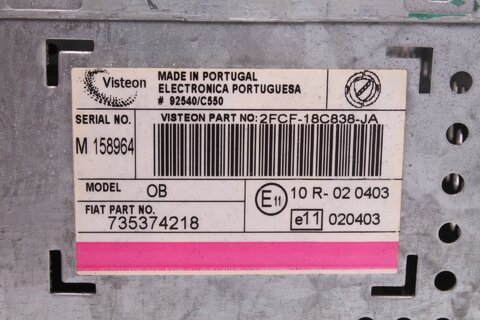 Visteon
MADE IN PORTUGAL
ELECTRONICA PORTUGUESA
# 92540/C550
SERIAL NO.
M 158964
VISTEON PART NO: 2FCF-18C838-JA
MODEL OB
FIAT PART NO.
735374218
E11 10 R- 02 0403
e11 020403